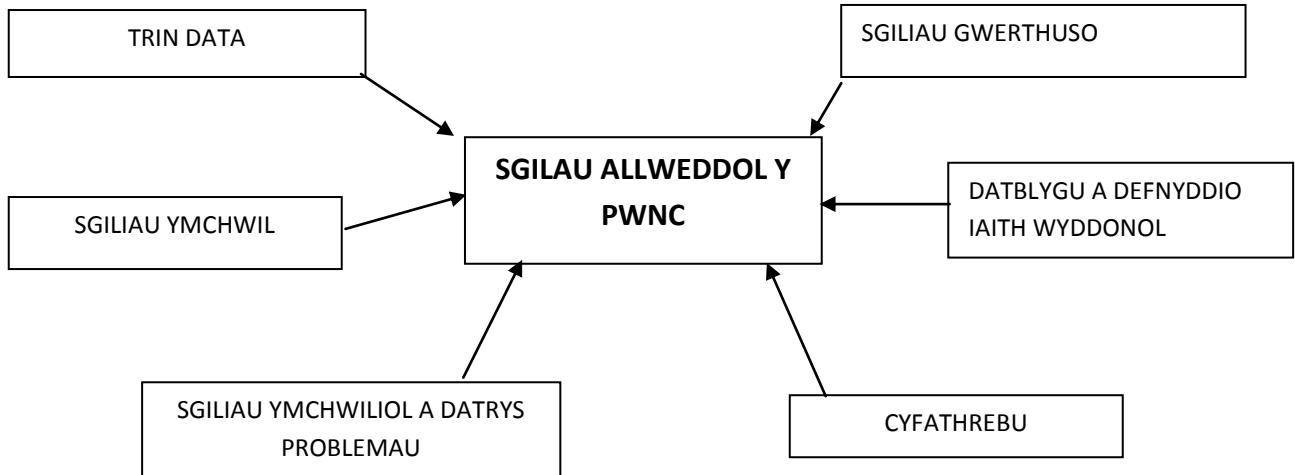 TRIN DATA
SGILIAU GWERTHUSO
SGILAU ALLWEDDOL Y
PWNC
SGILIAU YMCHWIL
DATBLYGU A DEFNYDDIO
IAITH WYDDONOL
SGILIAU YMCHWILIOL A DATRYS
PROBLEMAU
CYFATHREBU